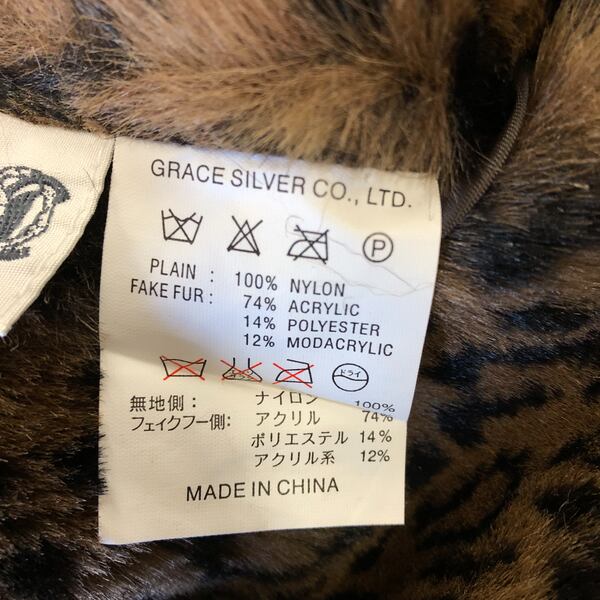 GRACE SILVER CO., LTD.
P
PLAIN : 100% NYLON
FAKE FUR : 74% ACRYLIC
14% POLYESTER
12% MODACRYLIC
ドライ
無地側 : ナイロン 100%
フェイクフー側 : アクリル 74%
ポリエステル 14%
アクリル系 12%
MADE IN CHINA